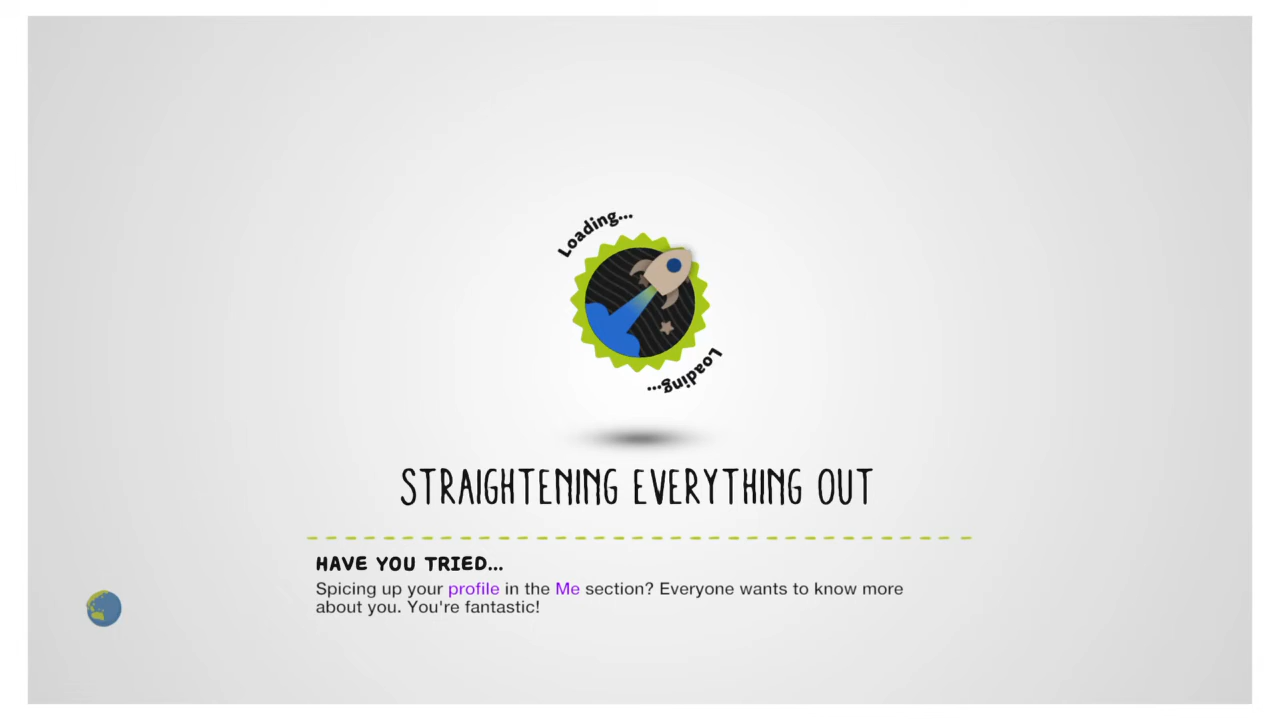 Loading...
Loading...
STRAIGHTENING EVERYTHING OUT
HAVE YOU TRIED...
Spicing up your profile in the Me section? Everyone wants to know more
about you. You're fantastic!